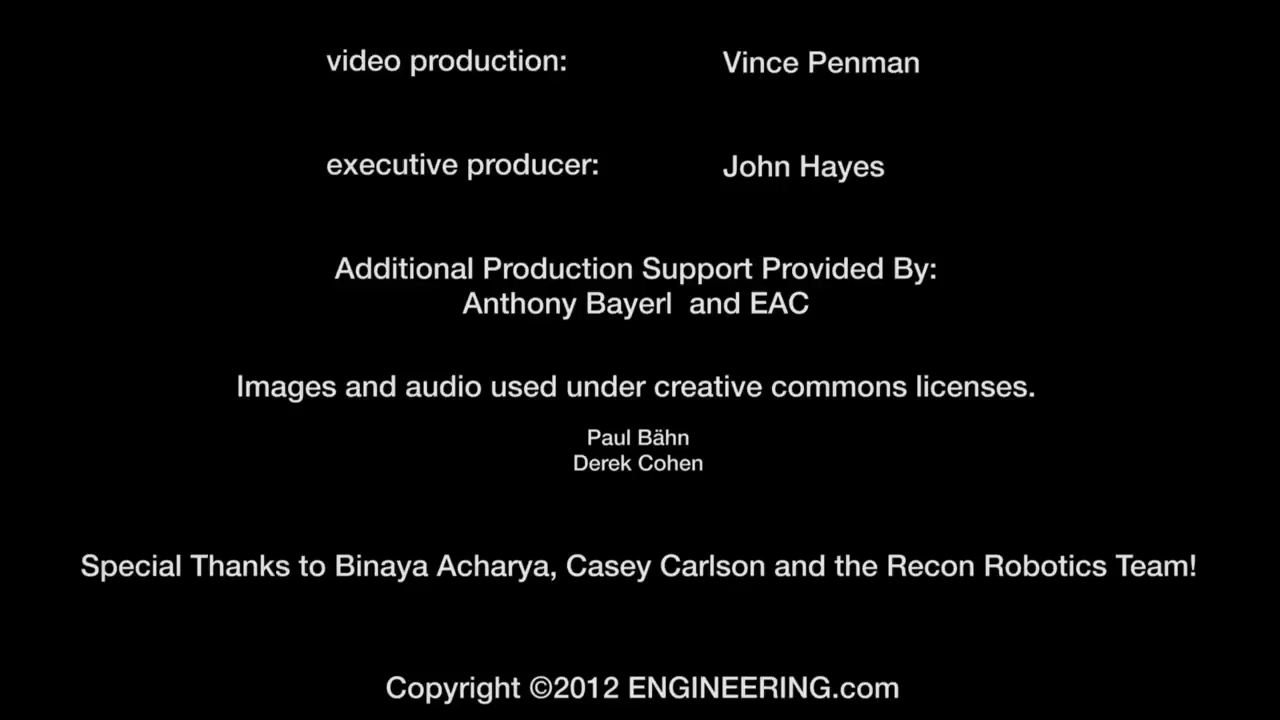 video production: Vince Penman
executive producer: John Hayes
Additional Production Support Provided By:
Anthony Bayerl and EAC
Images and audio used under creative commons licenses.
Paul Bähn
Derek Cohen
Special Thanks to Binaya Acharya, Casey Carlson and the Recon Robotics Team!
Copyright ©2012 ENGINEERING.com